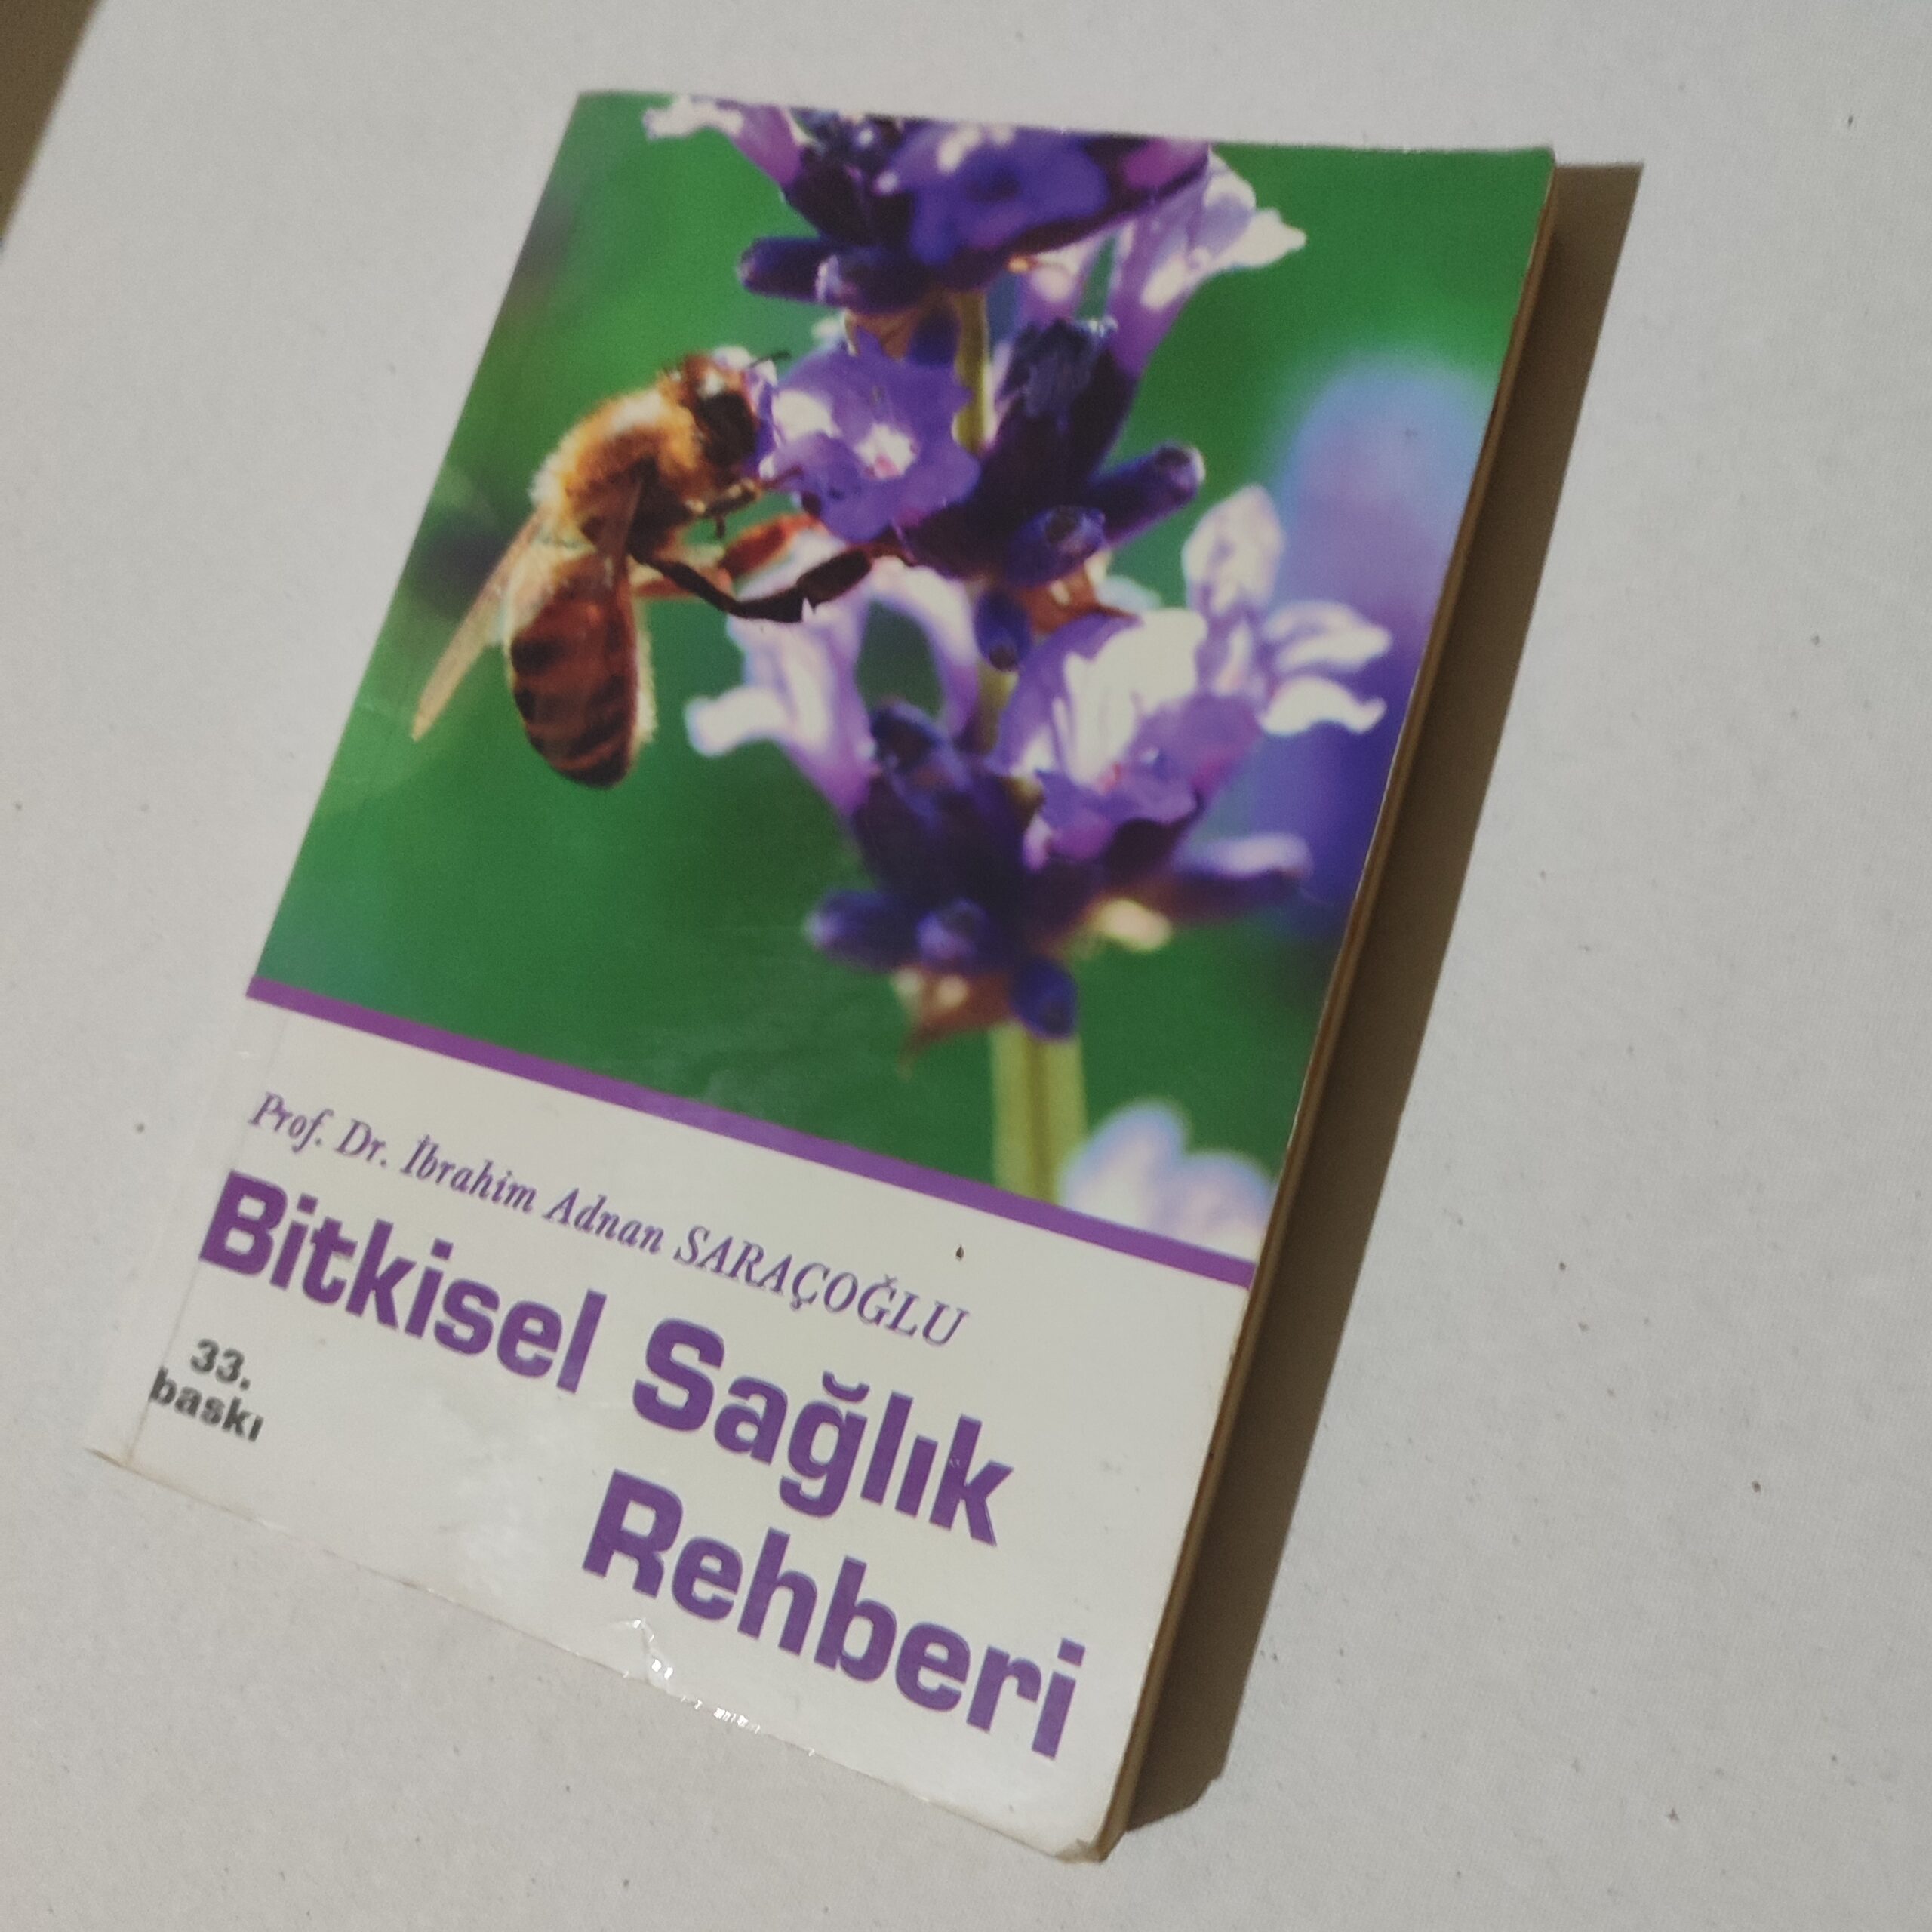 Prof. Dr. İbrahim Adnan SARAÇOĞLU
Bitkisel Sağlık
Rehberi
33.
baskı